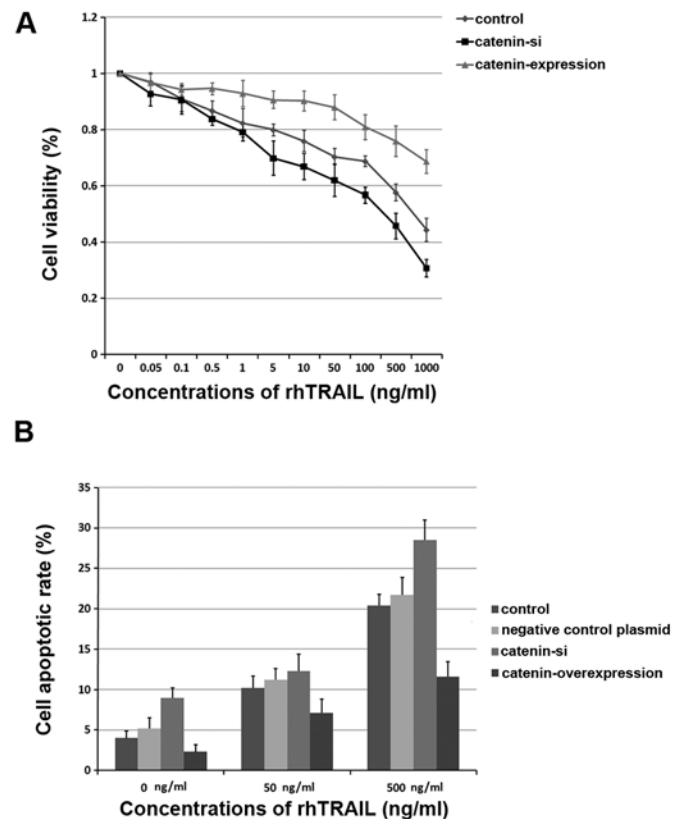 A
control
catenin-si
catenin-expression
Cell viability (%)
1.2
1
0.8
0.6
0.4
0.2
0
0 0.05 0.1 0.5 1 5 10 50 100 500 1000
Concentrations of rhTRAIL (ng/ml)
B
Cell apoptotic rate (%)
35
30
25
20
15
10
5
0
control
negative control plasmid
catenin-si
catenin-overexpression
0 ng/ml 50 ng/ml 500 ng/ml
Concentrations of rhTRAIL (ng/ml)